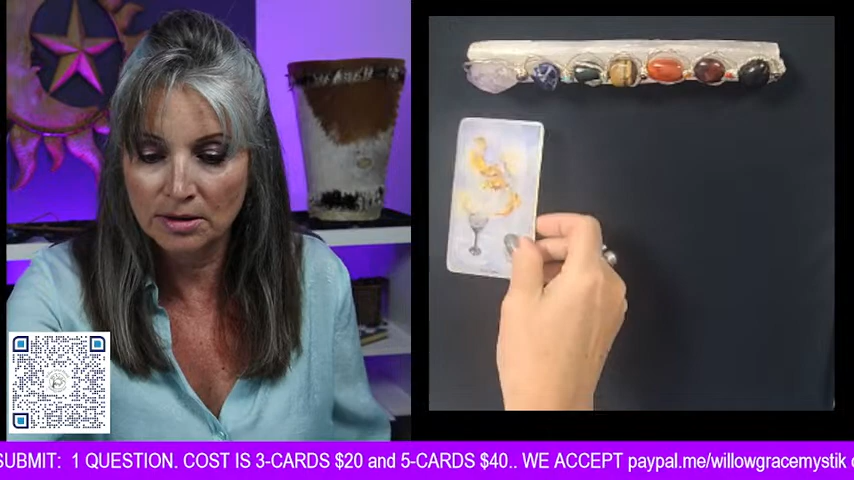 SUBMIT: 1 QUESTION. COST IS 3-CARDS $20 and 5-CARDS $40.. WE ACCEPT paypal.me/willowgracemystik